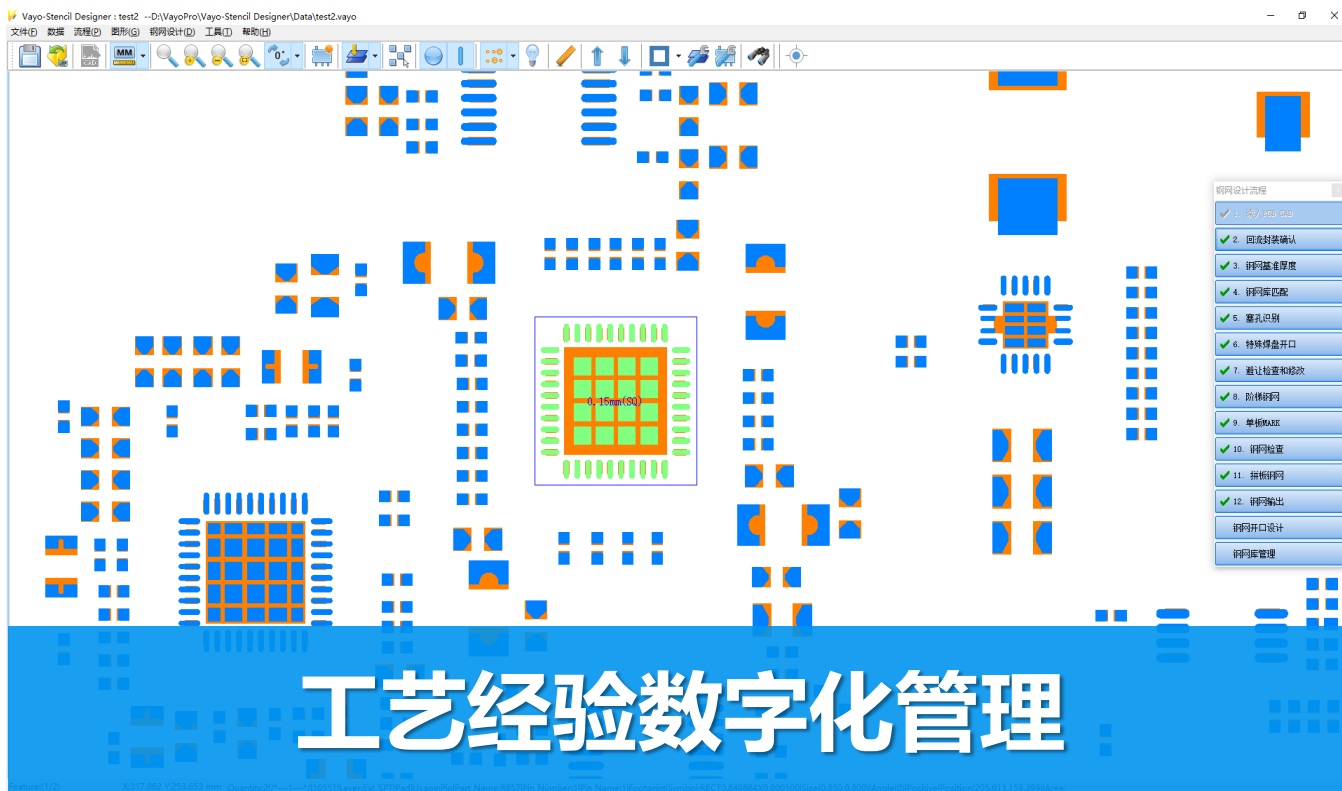 Vayo-Stencil Designer : test2 --D:\VayoPro\Vayo-Stencil Designer\Data\test2.vayo
文件(F) 数据 流程(P) 图形(G) 钢网设计(D) 工具(T) 帮助(H)
CAD MM 0°
钢网设计流程
2. 回流封装确认
3. 钢网基准厚度
4. 钢网库匹配
5. 塞孔识别
6. 特殊焊盘开口
7. 避让检查和修改
8. 阶梯钢网
9. 单板MARK
10. 钢网检查
11. 拼板钢网
12. 钢网输出
钢网开口设计
钢网库管理
0.15mm(SQ)
工艺经验数字化管理